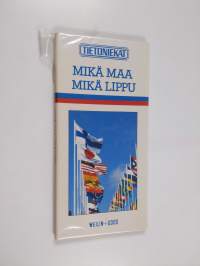 TIETONIEKAT
MIKÄ MAA
MIKÄ LIPPU
WEILIN+GÖÖS